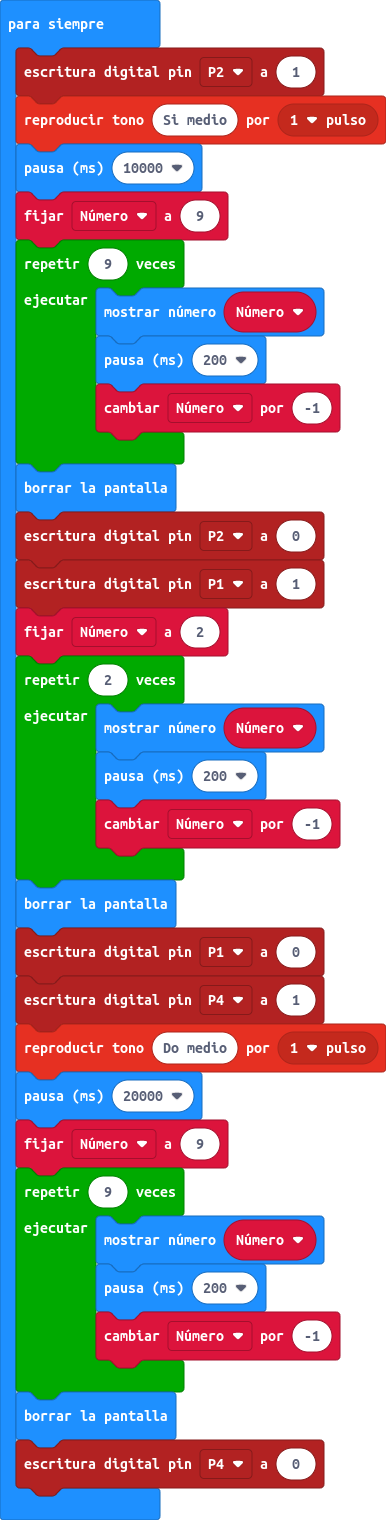 para siempre
escritura digital pin P2 a 1
reproducir tono Si medio por 1 pulso
pausa (ms) 10000
fijar Número a 9
repetir 9 veces
ejecutar
mostrar número Número
pausa (ms) 200
cambiar Número por -1
borrar la pantalla
escritura digital pin P2 a 0
escritura digital pin P1 a 1
fijar Número a 2
repetir 2 veces
ejecutar
mostrar número Número
pausa (ms) 200
cambiar Número por -1
borrar la pantalla
escritura digital pin P1 a 0
escritura digital pin P4 a 1
reproducir tono Do medio por 1 pulso
pausa (ms) 20000
fijar Número a 9
repetir 9 veces
ejecutar
mostrar número Número
pausa (ms) 200
cambiar Número por -1
borrar la pantalla
escritura digital pin P4 a 0